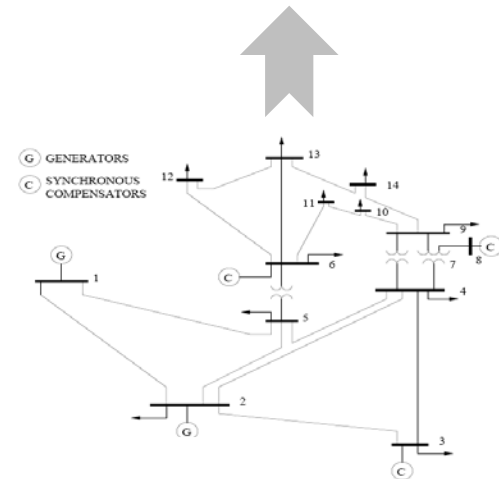 G GENERATORS
C SYNCHRONOUS
COMPENSATORS
13
12
14
11
10
9
C
8
7
6
C
G
1
4
5
2
G
3
C